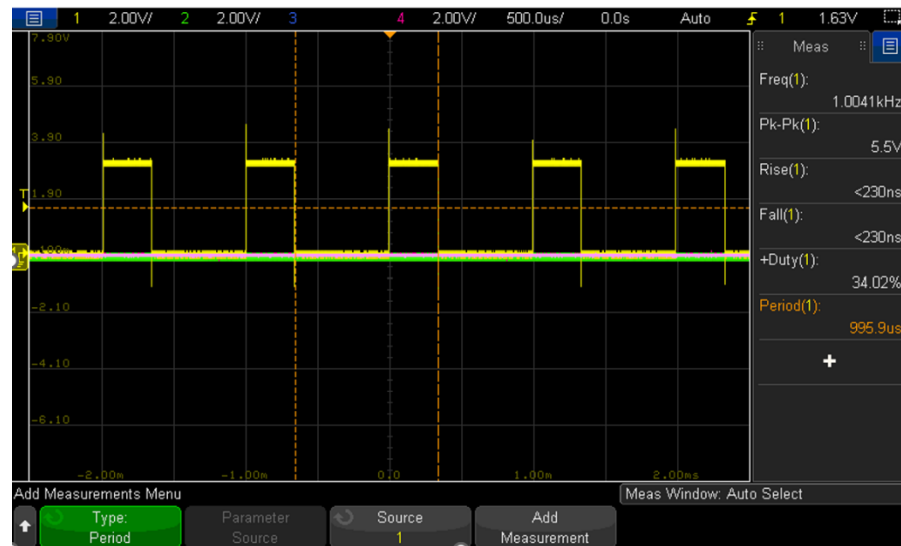 1 2.00V/ 2 2.00V/ 3 4 2.00V/ 500.0us/ 0.0s Auto 1 1.63V
Meas
Freq(1):
1.0041kHz
Pk-Pk(1):
5.5V
Rise(1):
<230ns
Fall(1):
<230ns
+Duty(1):
34.02%
Period(1):
995.9us
+
7.90V
5.90
3.90
T
1.90
-2.10
-4.10
-6.10
-2.00m -1.00m 0.0 1.00m 2.00ms
Add Measurements Menu
Meas Window: Auto Select
Type:
Period
Parameter
Source
Source
1
Add
Measurement